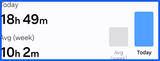 Today
18h 49m
Avg (week)
10h 2m
Avg
(week)
Today